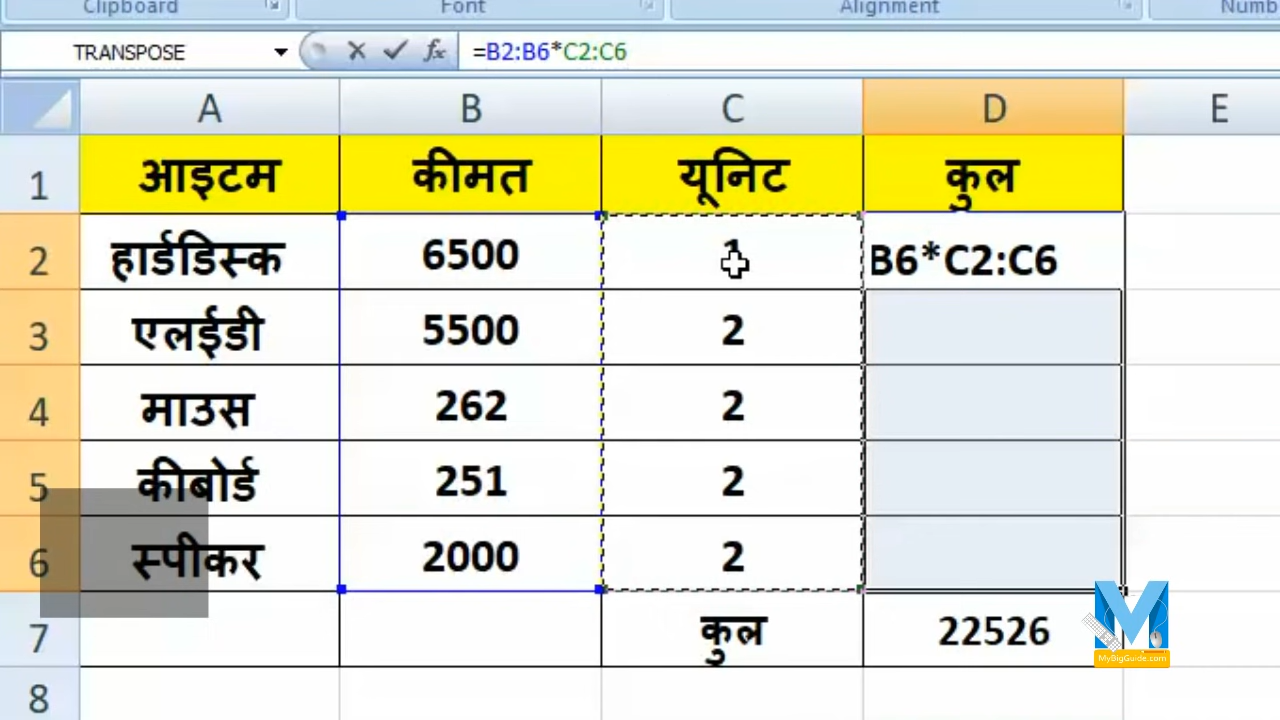 Clipboard Font Alignment Numb
TRANSPOSE fx =B2:B6*C2:C6
A B C D E
1 आइटम कीमत यूनिट कुल
2 हार्डडिस्क 6500 1 B6*C2:C6
3 एलईडी 5500 2
4 माउस 262 2
5 कीबोर्ड 251 2
6 स्पीकर 2000 2
7 कुल 22526
8
M
MyBigGuide.com